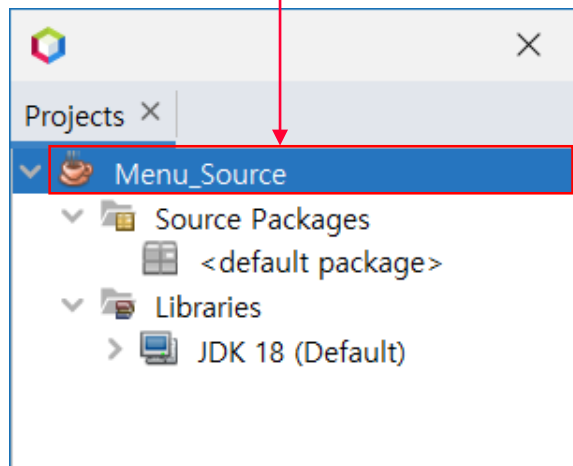 Projects
Menu_Source
Source Packages
<default package>
Libraries
JDK 18 (Default)